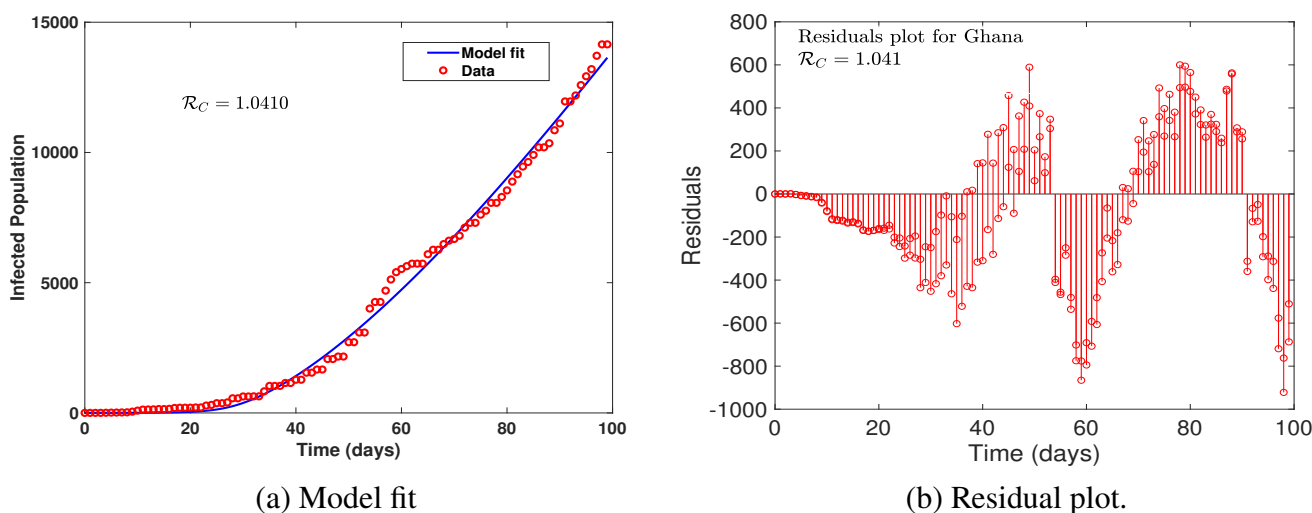 15000
10000
5000
0
Infected Population
Model fit
Data
R_C = 1.0410
0 20 40 60 80 100
Time (days)
(a) Model fit
800
600
400
200
0
-200
-400
-600
-800
-1000
Residuals
Residuals plot for Ghana
R_C = 1.041
0 20 40 60 80 100
Time (days)
(b) Residual plot.